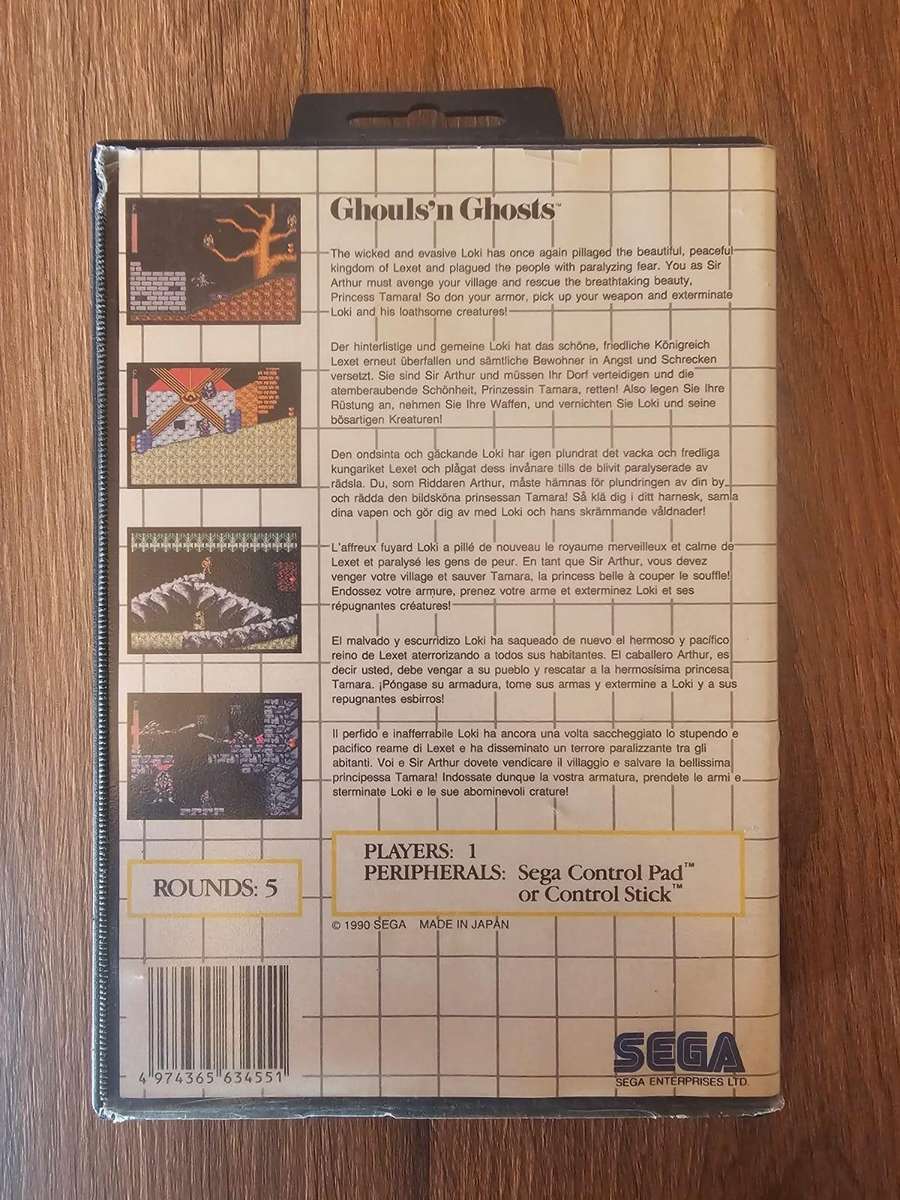 Ghouls'n Ghosts™
The wicked and evasive Loki has once again pillaged the beautiful, peaceful
kingdom of Lexet and plagued the people with paralyzing fear. You as Sir
Arthur must avenge your village and rescue the breathtaking beauty,
Princess Tamara! So don your armor, pick up your weapon and exterminate
Loki and his loathsome creatures!
Der hinterlistige und gemeine Loki hat das schöne, friedliche Königreich
Lexet erneut überfallen und sämtliche Bewohner in Angst und Schrecken
versetzt. Sie sind Sir Arthur und müssen Ihr Dorf verteidigen und die
atemberaubende Schönheit, Prinzessin Tamara, retten! Also legen Sie Ihre
Rüstung an, nehmen Sie Ihre Waffen, und vernichten Sie Loki und seine
bösartigen Kreaturen!
Den ondsinta och gäckande Loki har igen plundrat det vacka och fredliga
kungariket Lexet och plågat dess invånare tills de blivit paralyserade av
rädsla. Du, som Riddaren Arthur, måste hämnas för plundringen av din by
och rädda den bildsköna prinsessan Tamara! Så klä dig i ditt harnesk, samla
dina vapen och gör dig av med Loki och hans skrämmande våldnader!
L'affreux fuyard Loki a pillé de nouveau le royaume merveilleux et calme de
Lexet et paralysé les gens de peur. En tant que Sir Arthur, vous devez
venger votre village et sauver Tamara, la princess belle à couper le souffle!
Endossez votre armure, prenez votre arme et exterminez Loki et ses
répugnantes créatures!
El malvado y escurridizo Loki ha saqueado de nuevo el hermoso y pacífico
reino de Lexet aterrorizando a todos sus habitantes. El caballero Arthur, es
decir usted, debe vengar a su pueblo y rescatar a la hermosísima princesa
Tamara. ¡Póngase su armadura, tome sus armas y extermine a Loki y a sus
repugnantes esbirros!
Il perfido e inafferrabile Loki ha ancora una volta saccheggiato lo stupendo e
pacifico reame di Lexet e ha disseminato un terrore paralizzante tra gli
abitanti. Voi e Sir Arthur dovete vendicare il villaggio e salvare la bellissima
principessa Tamara! Indossate dunque la vostra armatura, prendete le armi e
sterminate Loki e le sue abominevoli crature!
ROUNDS: 5
PLAYERS: 1
PERIPHERALS: Sega Control Pad™
or Control Stick™
© 1990 SEGA MADE IN JAPAN
4 974365 634551
SEGA
SEGA ENTERPRISES LTD.